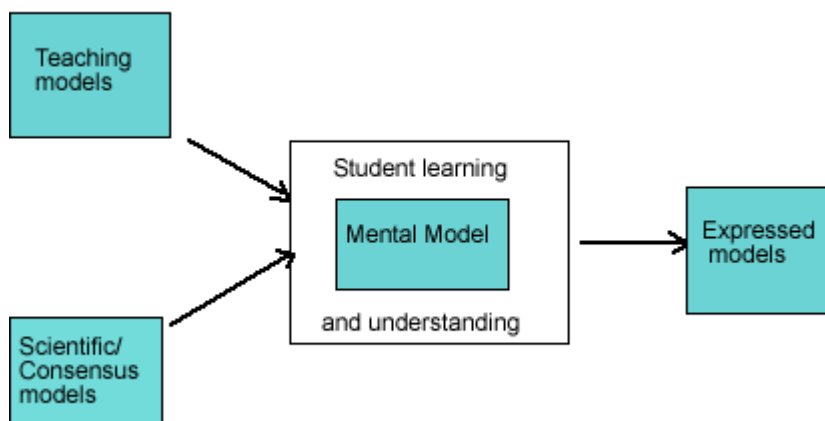 Teaching
models
Student learning
Mental Model
and understanding
Expressed
models
Scientific/
Consensus
models